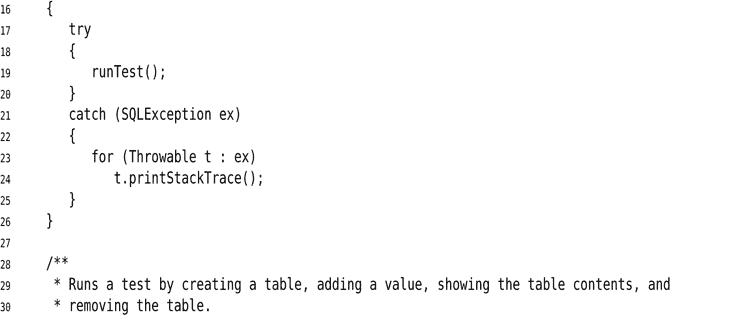 16 {
17 try
18 {
19 runTest();
20 }
21 catch (SQLException ex)
22 {
23 for (Throwable t : ex)
24 t.printStackTrace();
25 }
26 }
27
28 /**
29 * Runs a test by creating a table, adding a value, showing the table contents, and
30 * removing the table.